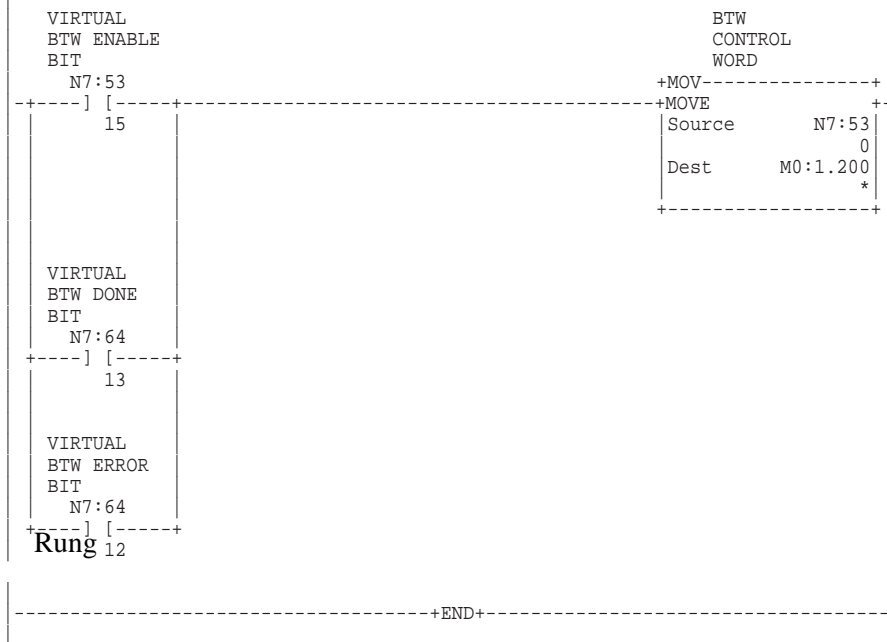 VIRTUAL BTW
BTW ENABLE CONTROL
BIT WORD
N7:53 +MOV---------------+
-+----] [-----+-------------------------------------------+MOVE +-
15 Source N7:53
0
Dest M0:1.200
*
+------------------+
VIRTUAL
BTW DONE
BIT
N7:64
+----] [-----+
13
VIRTUAL
BTW ERROR
BIT
N7:64
+----] [-----+
Rung 12
-------------------------------------+END+-------------------------------------